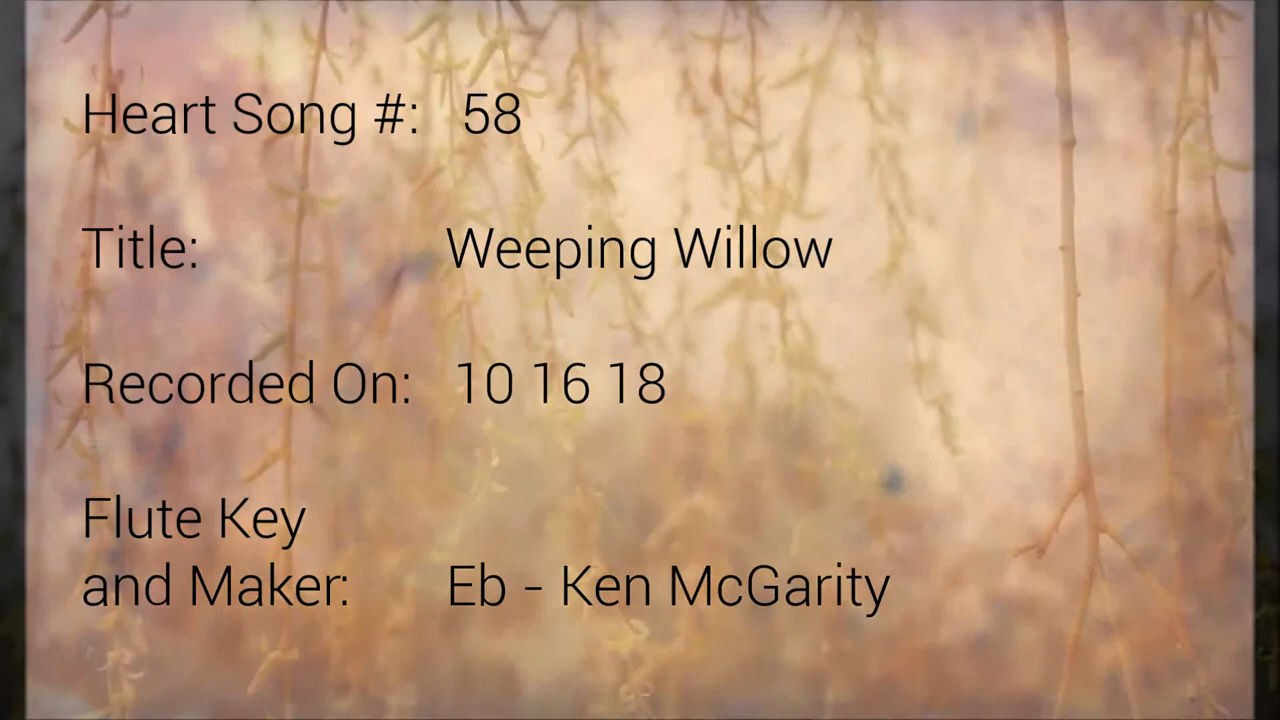 Heart Song #: 58
Title: Weeping Willow
Recorded On: 10 16 18
Flute Key
and Maker: Eb - Ken McGarity